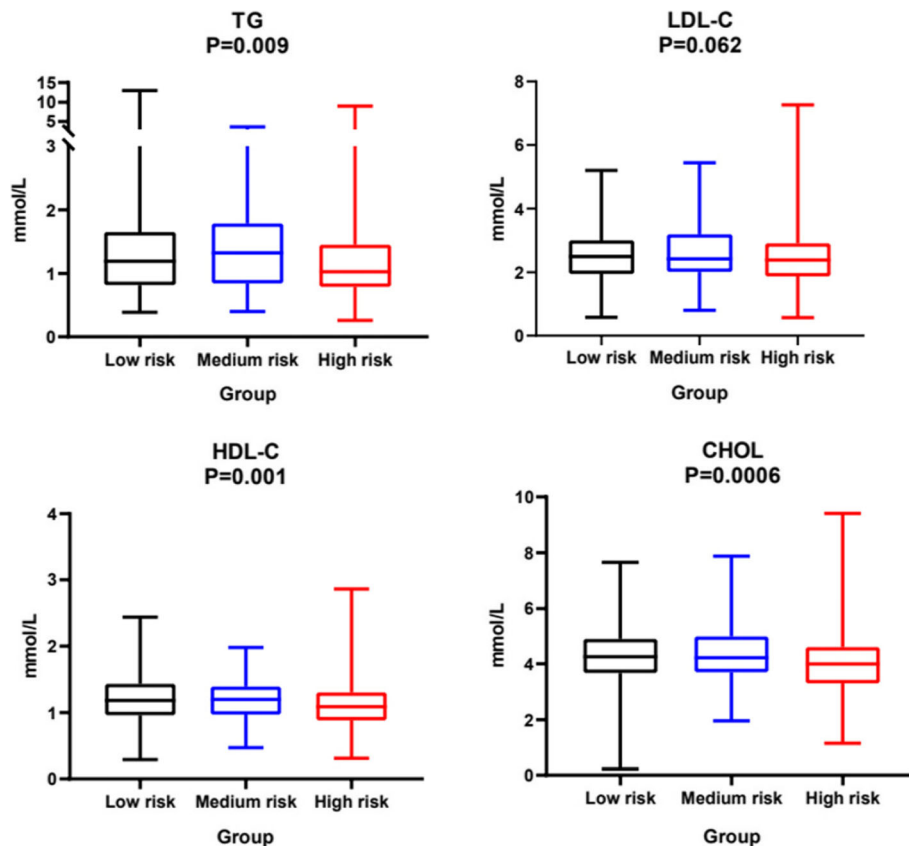 TG
P=0.009
15
10
5
3
2
1
0
mmol/L
Low risk Medium risk High risk
Group
LDL-C
P=0.062
8
6
4
2
0
mmol/L
Low risk Medium risk High risk
Group
HDL-C
P=0.001
4
3
2
1
0
mmol/L
Low risk Medium risk High risk
Group
CHOL
P=0.0006
10
8
6
4
2
0
mmol/L
Low risk Medium risk High risk
Group